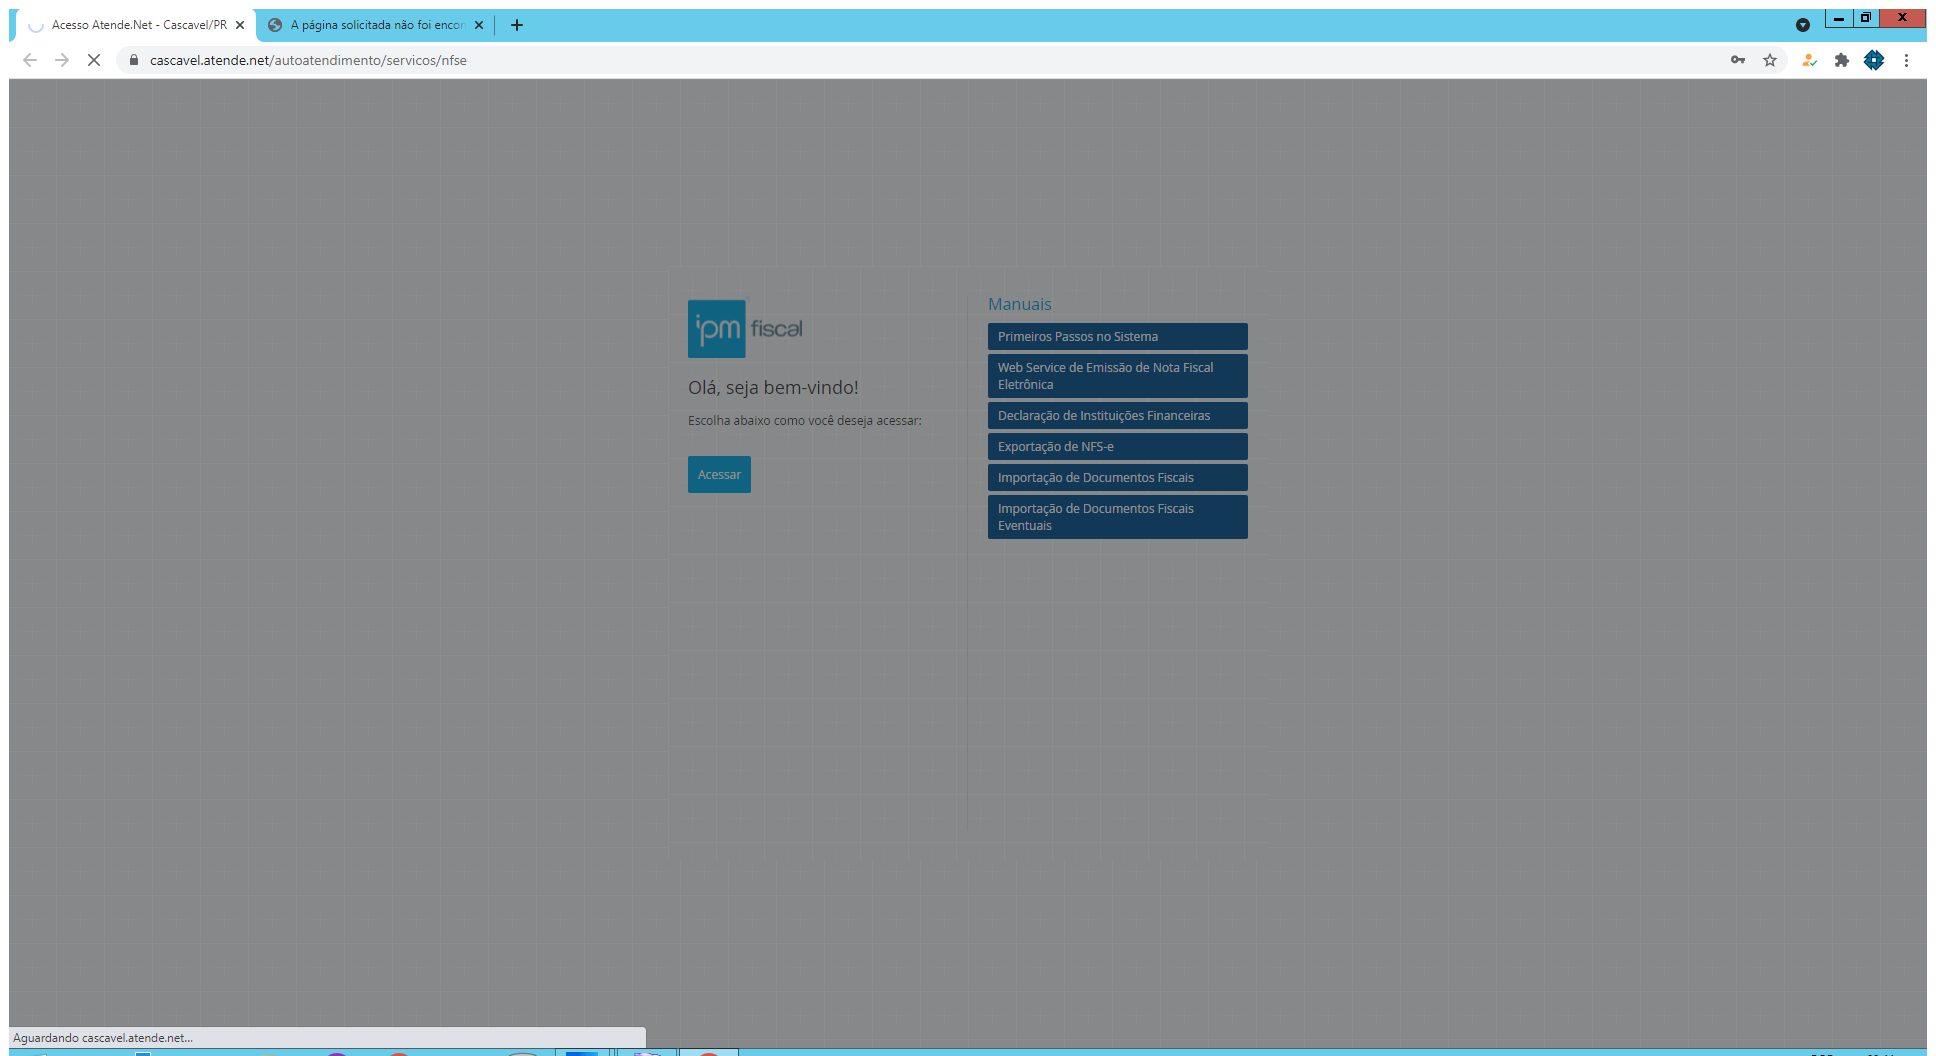 Acesso Atende.Net - Cascavel/PR
A página solicitada não foi encon
cascavel.atende.net/autoatendimento/servicos/nfse
ipm fiscal
Olá, seja bem-vindo!
Escolha abaixo como você deseja acessar:
Acessar
Manuais
Primeiros Passos no Sistema
Web Service de Emissão de Nota Fiscal
Eletrônica
Declaração de Instituições Financeiras
Exportação de NFS-e
Importação de Documentos Fiscais
Importação de Documentos Fiscais
Eventuais
Aguardando cascavel.atende.net...